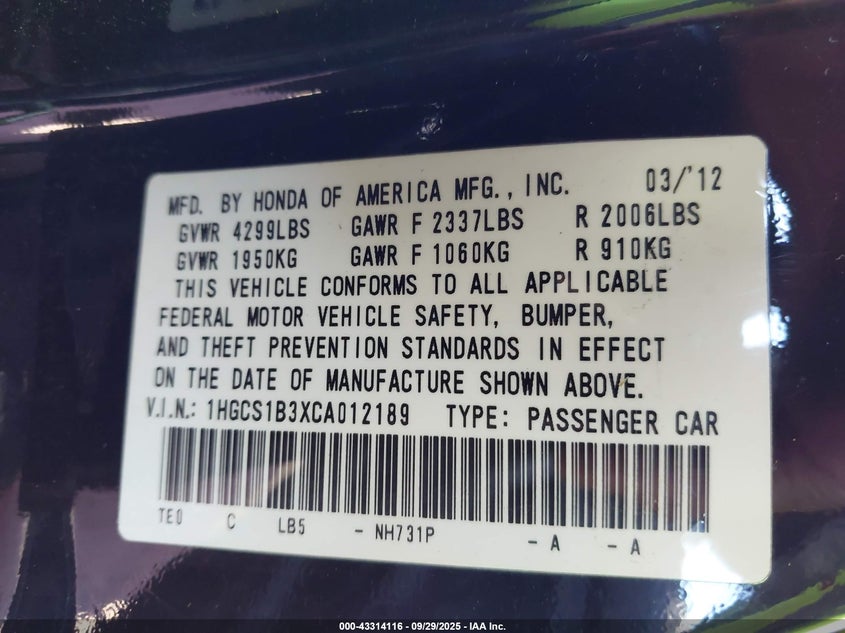 MFD. BY HONDA OF AMERICA MFG., INC. 03/'12
GVWR 4299LBS GAWR F 2337LBS R 2006LBS
GVWR 1950KG GAWR F 1060KG R 910KG
THIS VEHICLE CONFORMS TO ALL APPLICABLE
FEDERAL MOTOR VEHICLE SAFETY, BUMPER,
AND THEFT PREVENTION STANDARDS IN EFFECT
ON THE DATE OF MANUFACTURE SHOWN ABOVE.
V.I.N.: 1HGCS1B3XCA012189 TYPE: PASSENGER CAR
TE0 C LB5 - NH731P - A - A
000-43314116 - 09/29/2025 - IAA Inc.